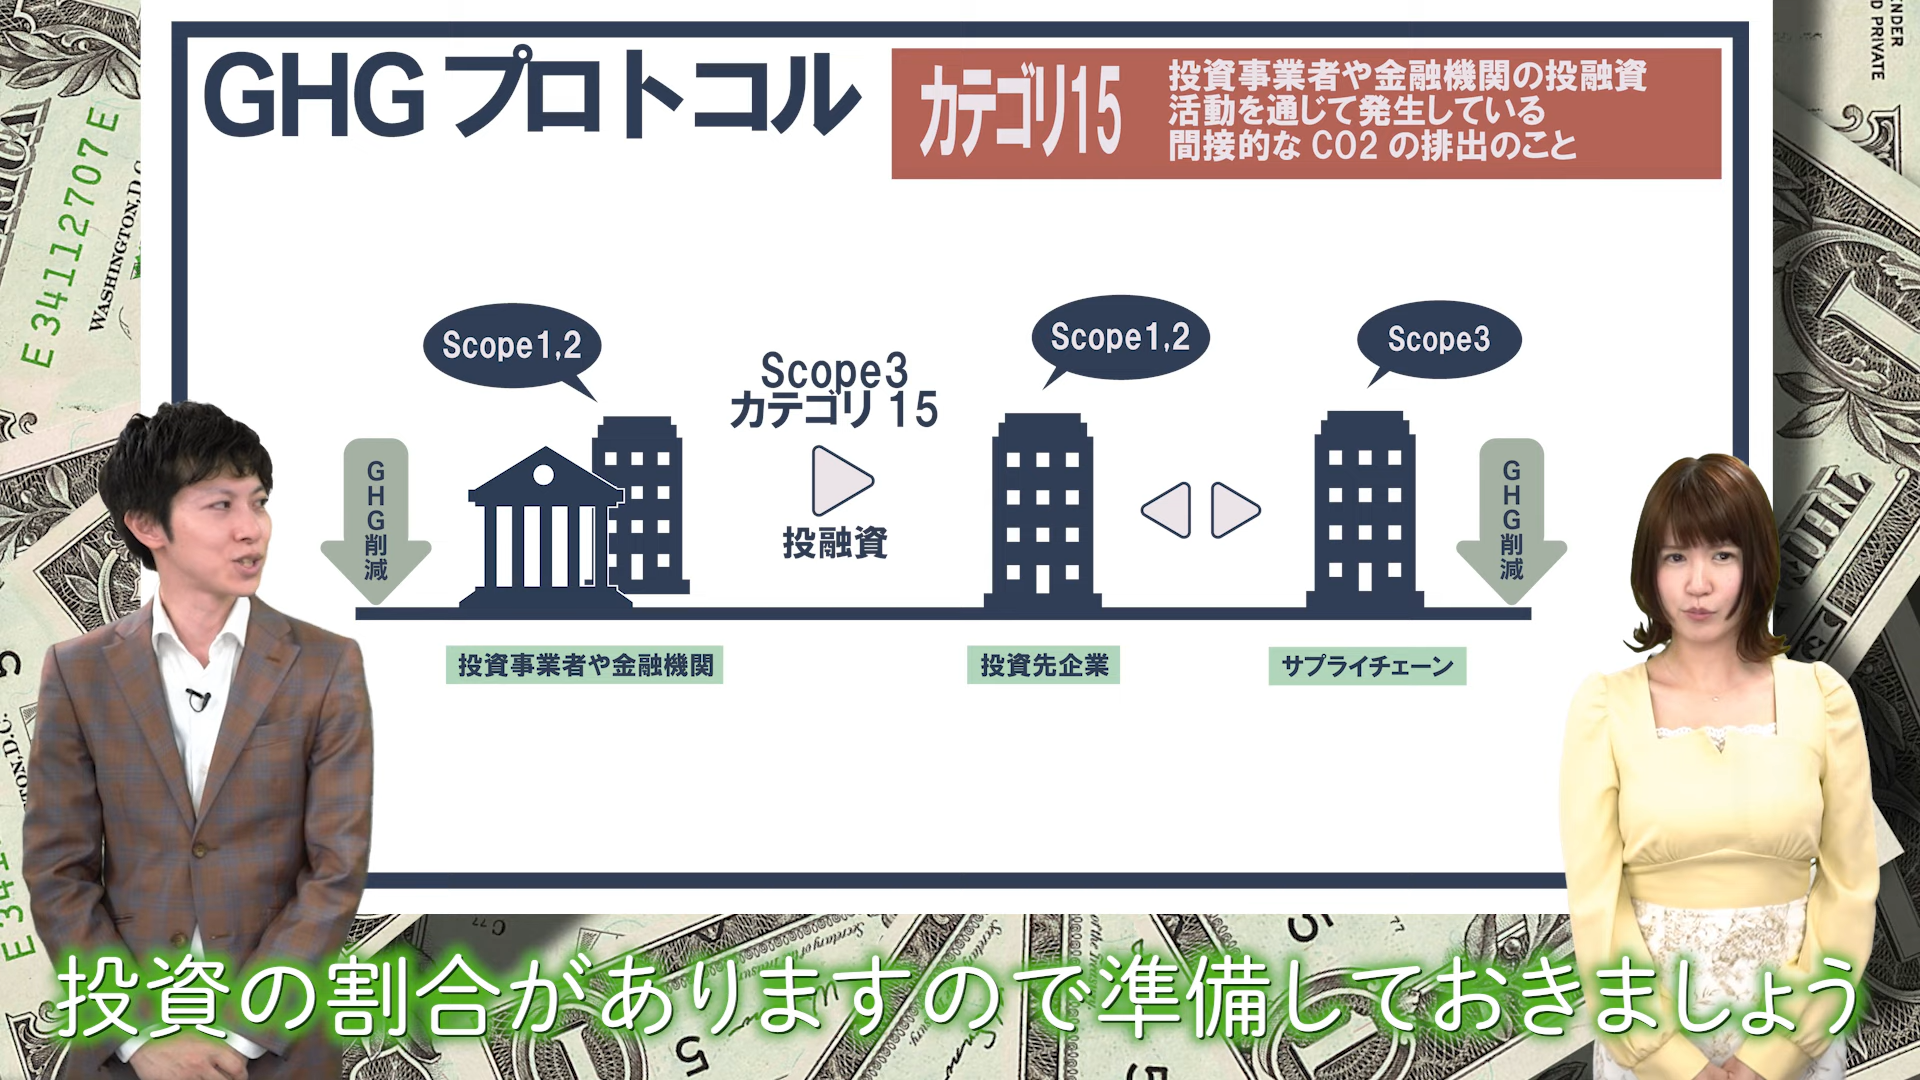 GHGプロトコル
カテゴリ15
投資事業者や金融機関の投融資
活動を通じて発生している
間接的なCO2の排出のこと
Scope1,2
Scope3
カテゴリ15
投融資
Scope1,2
Scope3
GHG削減
GHG削減
投資事業者や金融機関
投資先企業
サプライチェーン
E34112707E
WASHINGTON,D.C.
投資の割合がありますので準備しておきましょう